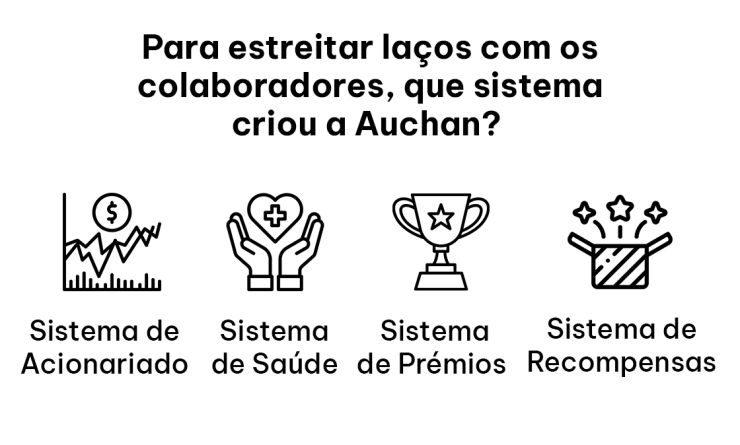 Para estreitar laços com os
colaboradores, que sistema
criou a Auchan?
$
Sistema de
Acionariado
Sistema
de Saúde
Sistema
de Prémios
Sistema de
Recompensas